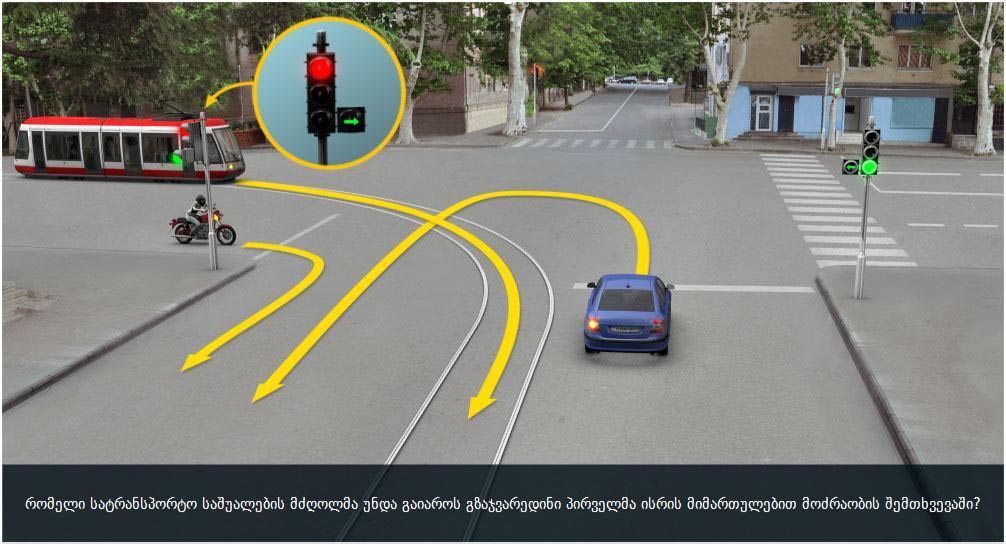 რომელი სატრანსპორტო საშუალების მძღოლმა უნდა გაიაროს გზაჯვარედინი პირველმა ისრის მიმართულებით მოძრაობის შემთხვევაში?